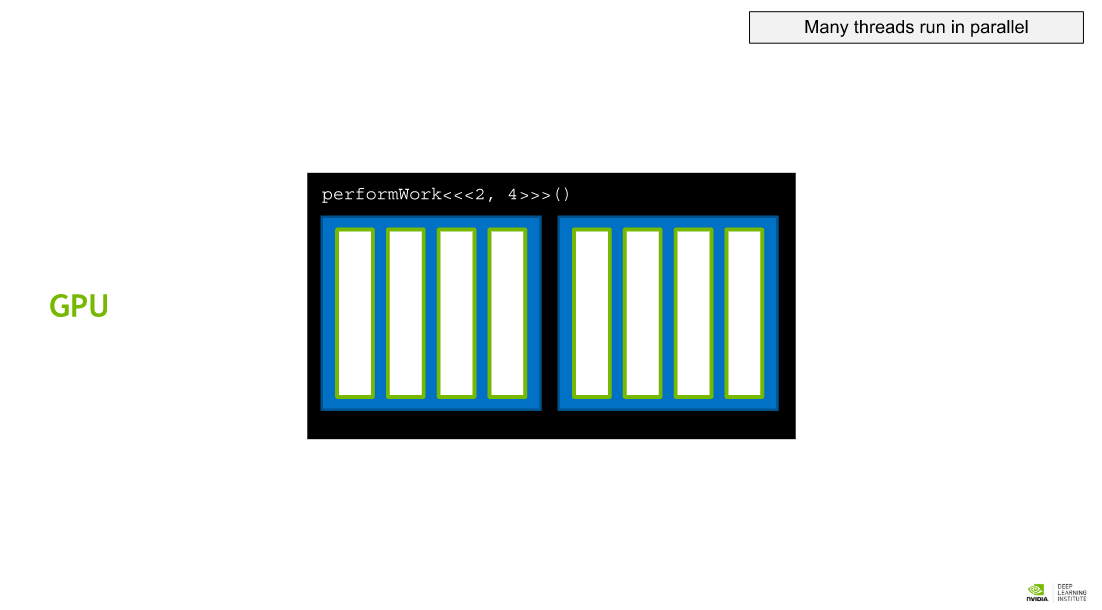 Many threads run in parallel
performWork<<<2, 4>>>()
GPU
NVIDIA
DEEP
LEARNING
INSTITUTE